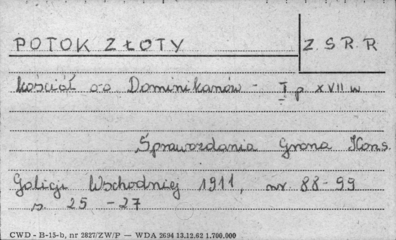 POTOK ZŁOTY
Z.S.R.R
kościół o o Dominikanów - I p XVII w
Sprawozdania Grona Kons.
Galicji Wschodniej 1911, nr. 88-99
s. 25 - 27
CWD - B-15-b, nr 2827/ZW/P — WDA 2694 13.12.62 1.700.000